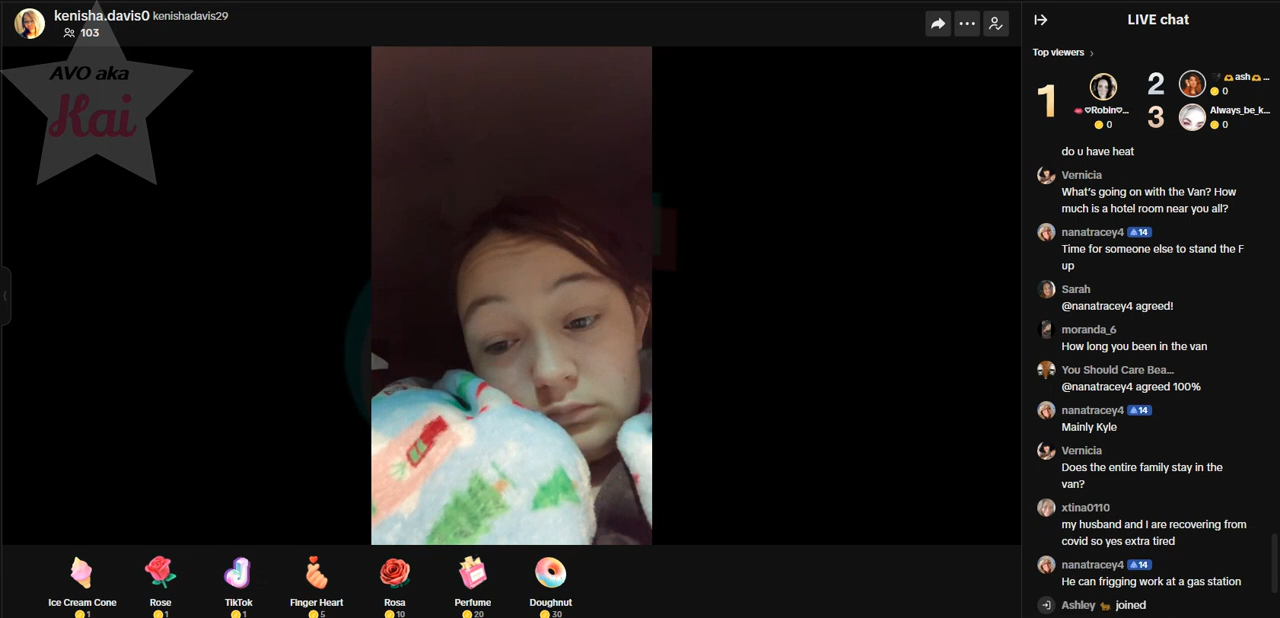 kenisha.davis0 kenishadavis29
103
AVO aka
Kai
LIVE chat
Top viewers
1
♡Robin♡...
0
2
ash ...
0
3
Always_be_k...
0
do u have heat
Vernicia
What's going on with the Van? How
much is a hotel room near you all?
nanatracey4 14
Time for someone else to stand the F
up
Sarah
@nanatracey4 agreed!
moranda_6
How long you been in the van
You Should Care Bea...
@nanatracey4 agreed 100%
nanatracey4 14
Mainly Kyle
Vernicia
Does the entire family stay in the
van?
xtina0110
my husband and I are recovering from
covid so yes extra tired
nanatracey4 14
He can frigging work at a gas station
Ashley joined
Ice Cream Cone
1
Rose
1
TikTok
1
Finger Heart
5
Rosa
10
Perfume
20
Doughnut
30